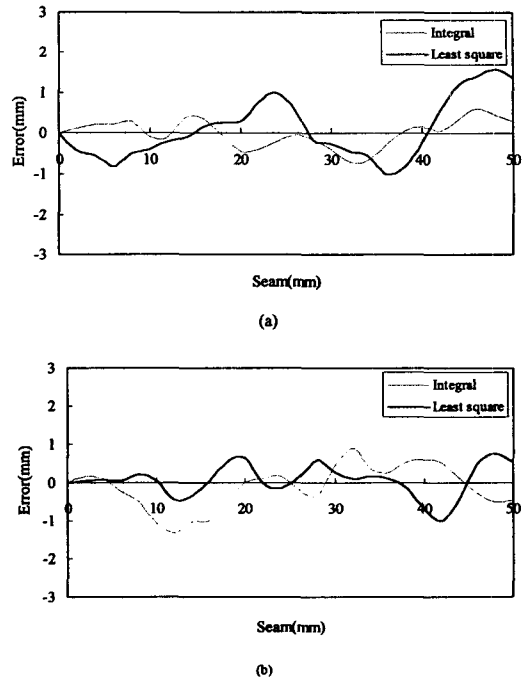 3
2
1
0
-1
-2
-3
Error(mm)
Integral
Least square
0 10 20 30 40 50
Seam(mm)
(a)
3
2
1
0
-1
-2
-3
Error(mm)
Integral
Least square
0 10 20 30 40 50
Seam(mm)
(b)